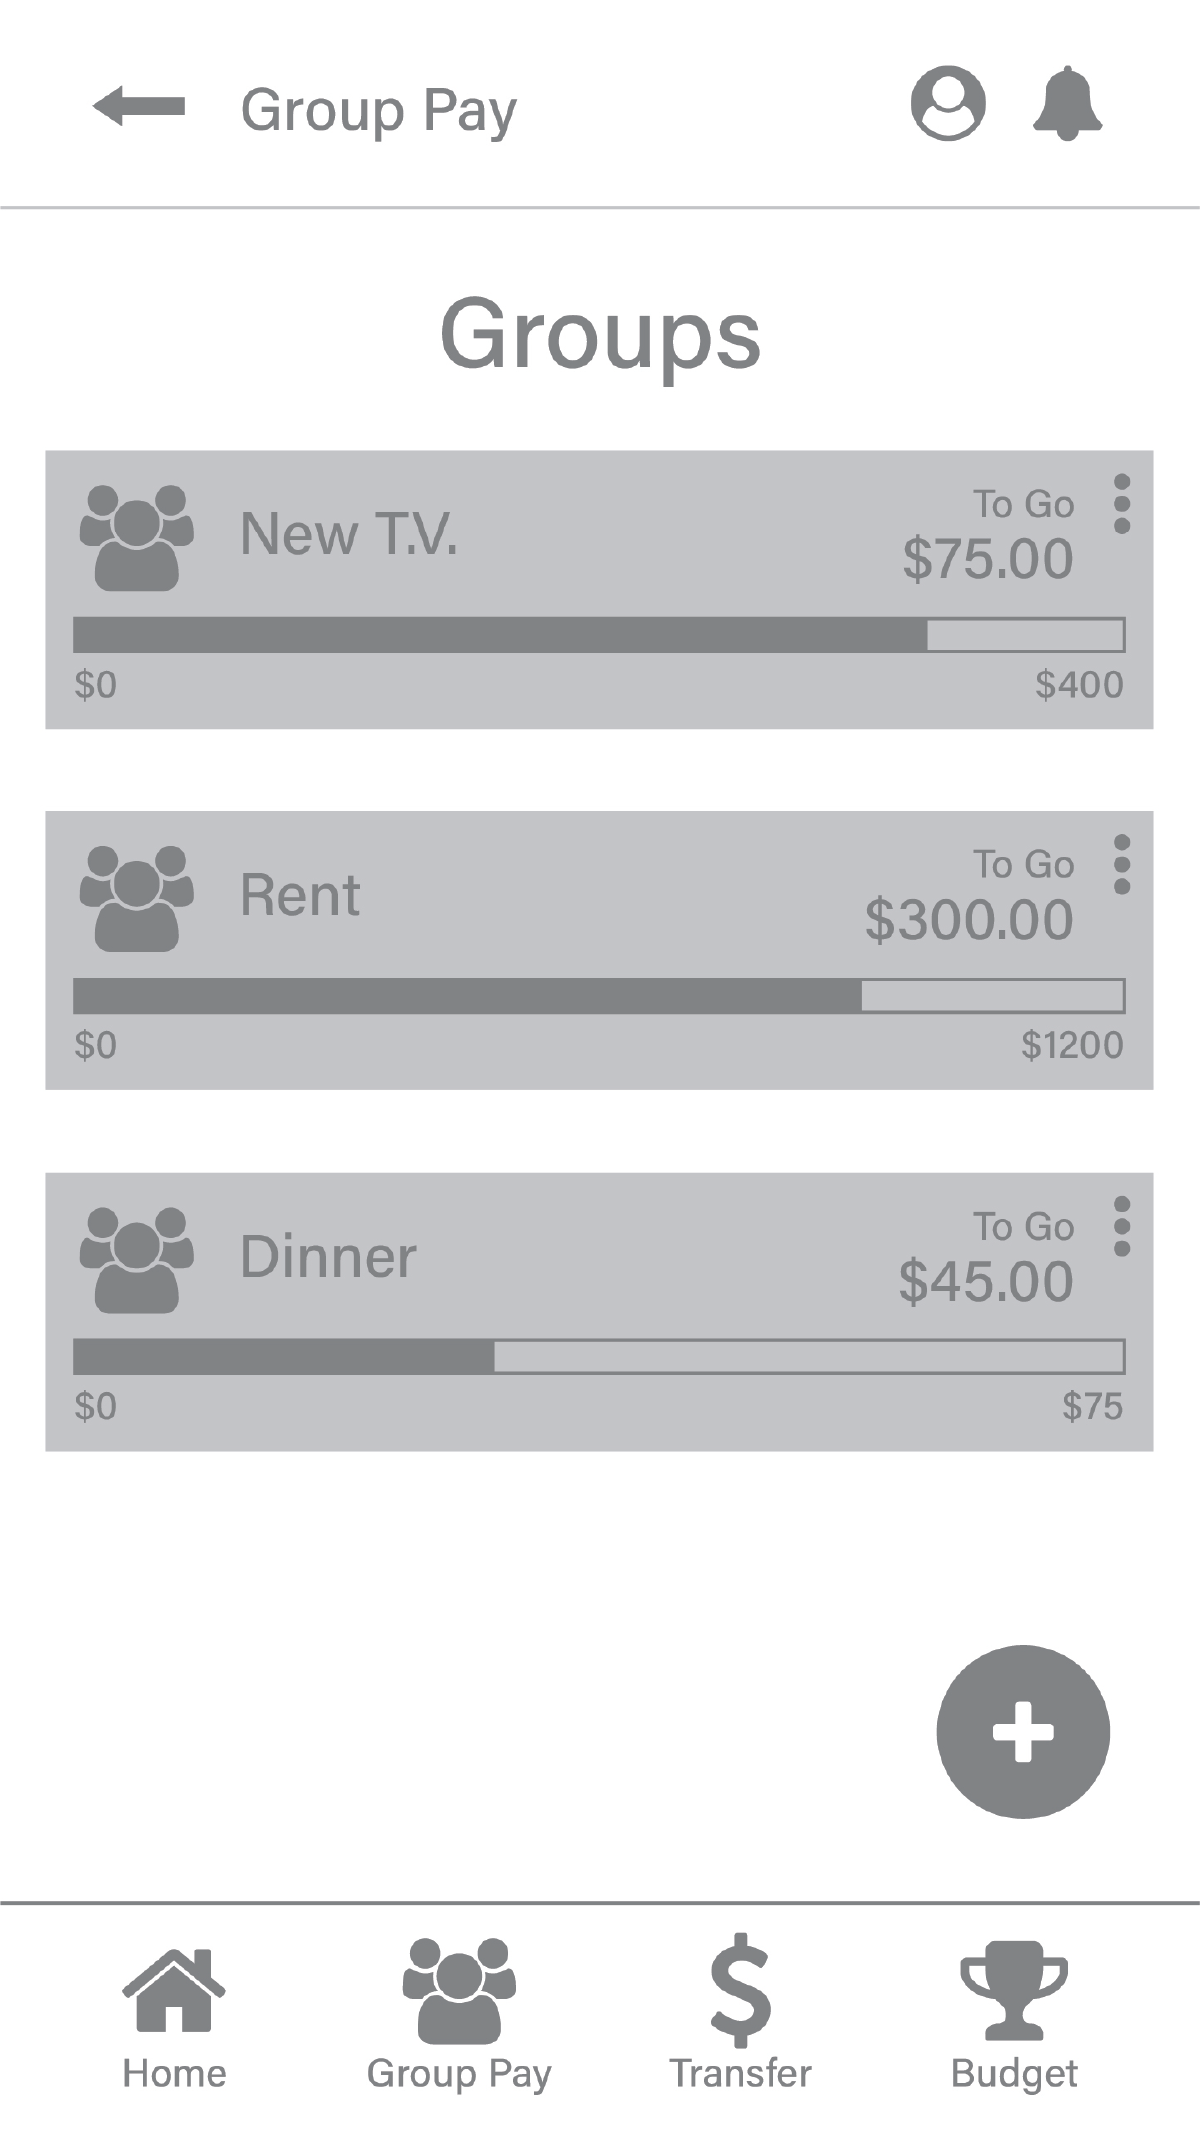 Group Pay
Groups
New T.V.
To Go
$75.00
$0
$400
Rent
To Go
$300.00
$0
$1200
Dinner
To Go
$45.00
$0
$75
Home
Group Pay
Transfer
Budget